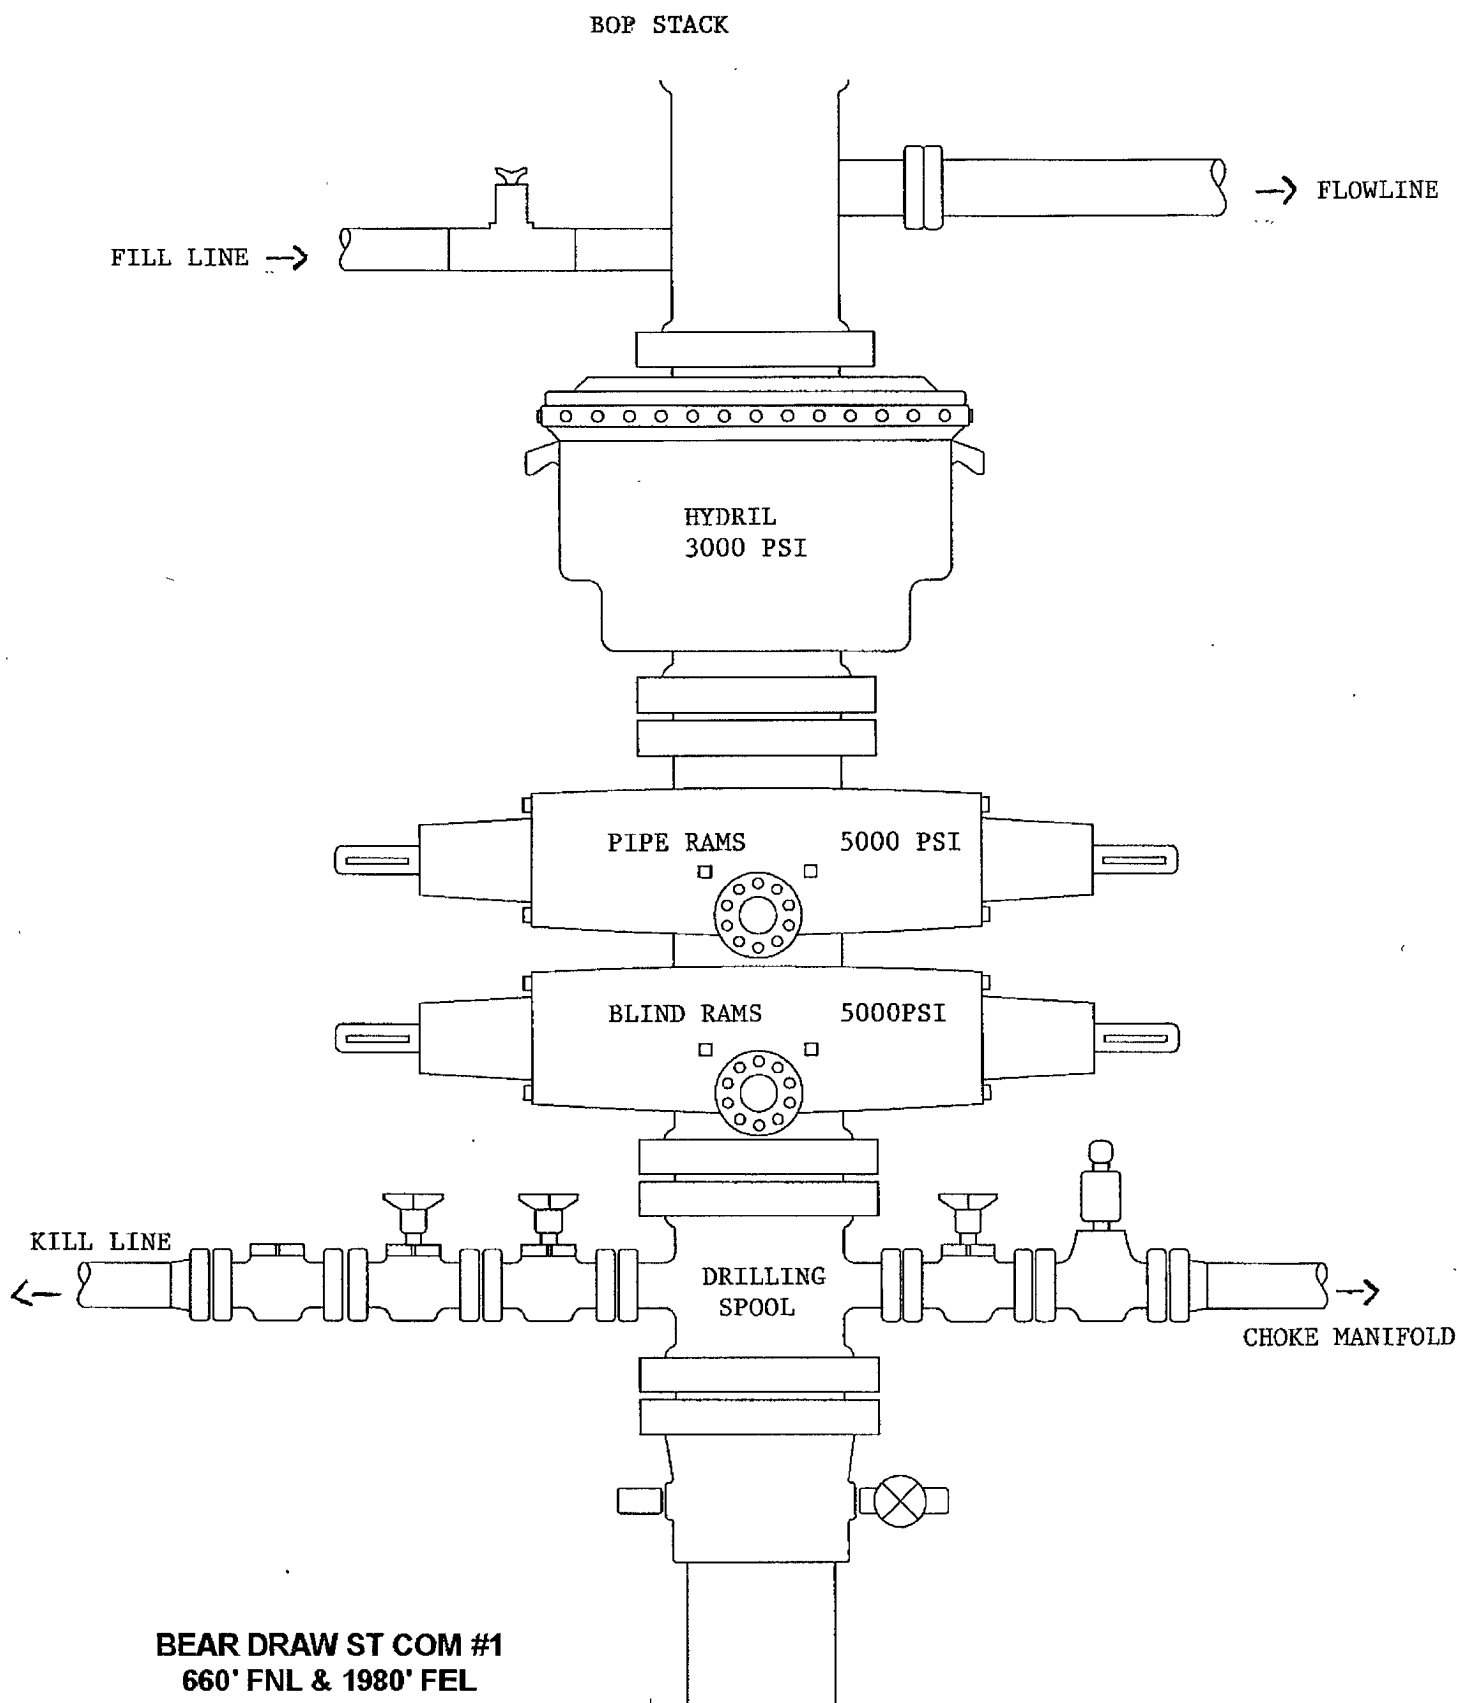 BOP STACK
FLOWLINE
FILL LINE
HYDRIL
3000 PSI
PIPE RAMS 5000 PSI
BLIND RAMS 5000PSI
KILL LINE
DRILLING
SPOOL
CHOKE MANIFOLD
BEAR DRAW ST COM #1
660' FNL & 1980' FEL